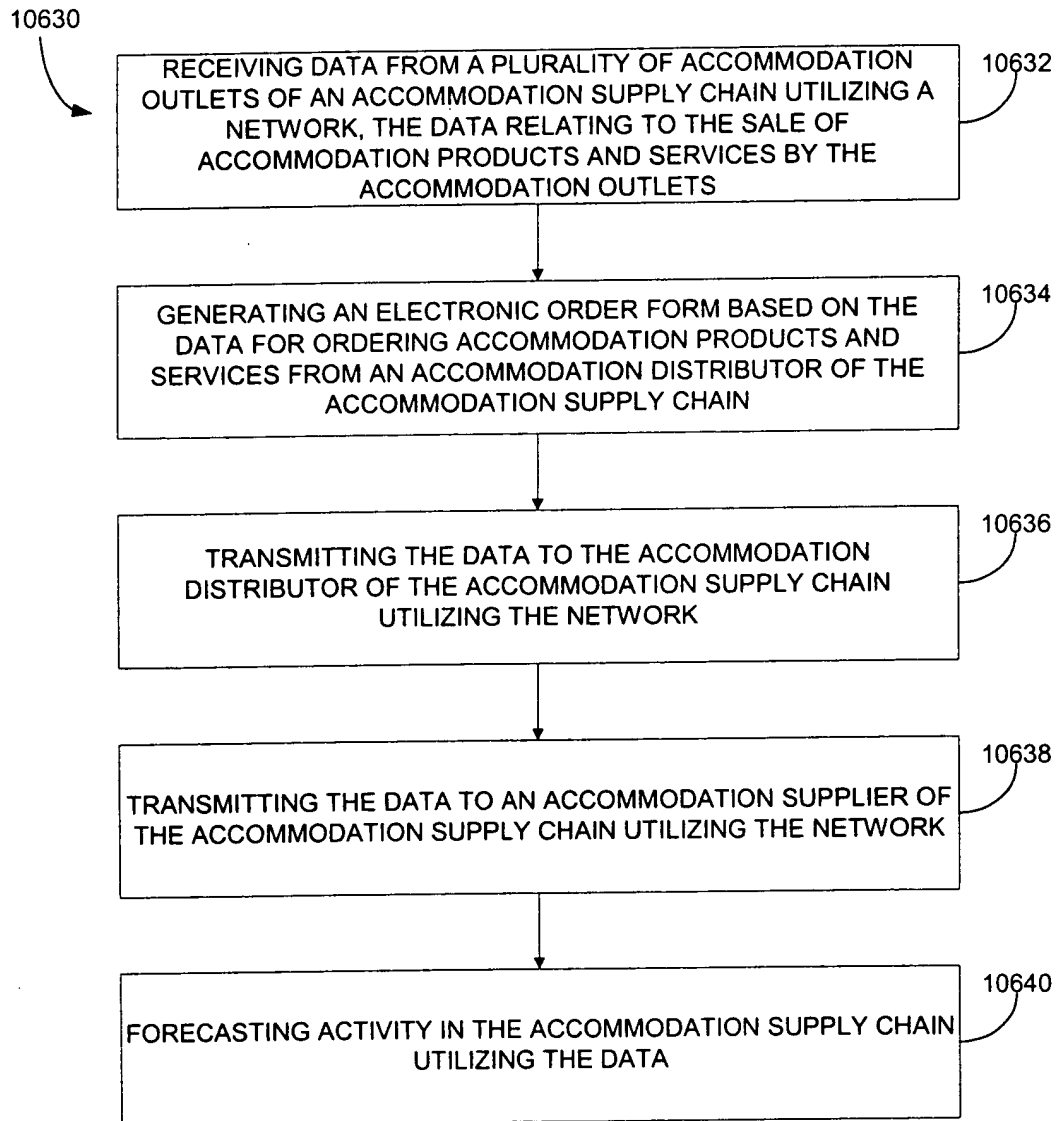 10630
RECEIVING DATA FROM A PLURALITY OF ACCOMMODATION
OUTLETS OF AN ACCOMMODATION SUPPLY CHAIN UTILIZING A
NETWORK, THE DATA RELATING TO THE SALE OF
ACCOMMODATION PRODUCTS AND SERVICES BY THE
ACCOMMODATION OUTLETS
10632
GENERATING AN ELECTRONIC ORDER FORM BASED ON THE
DATA FOR ORDERING ACCOMMODATION PRODUCTS AND
SERVICES FROM AN ACCOMMODATION DISTRIBUTOR OF THE
ACCOMMODATION SUPPLY CHAIN
10634
TRANSMITTING THE DATA TO THE ACCOMMODATION
DISTRIBUTOR OF THE ACCOMMODATION SUPPLY CHAIN
UTILIZING THE NETWORK
10636
TRANSMITTING THE DATA TO AN ACCOMMODATION SUPPLIER OF
THE ACCOMMODATION SUPPLY CHAIN UTILIZING THE NETWORK
10638
FORECASTING ACTIVITY IN THE ACCOMMODATION SUPPLY CHAIN
UTILIZING THE DATA
10640